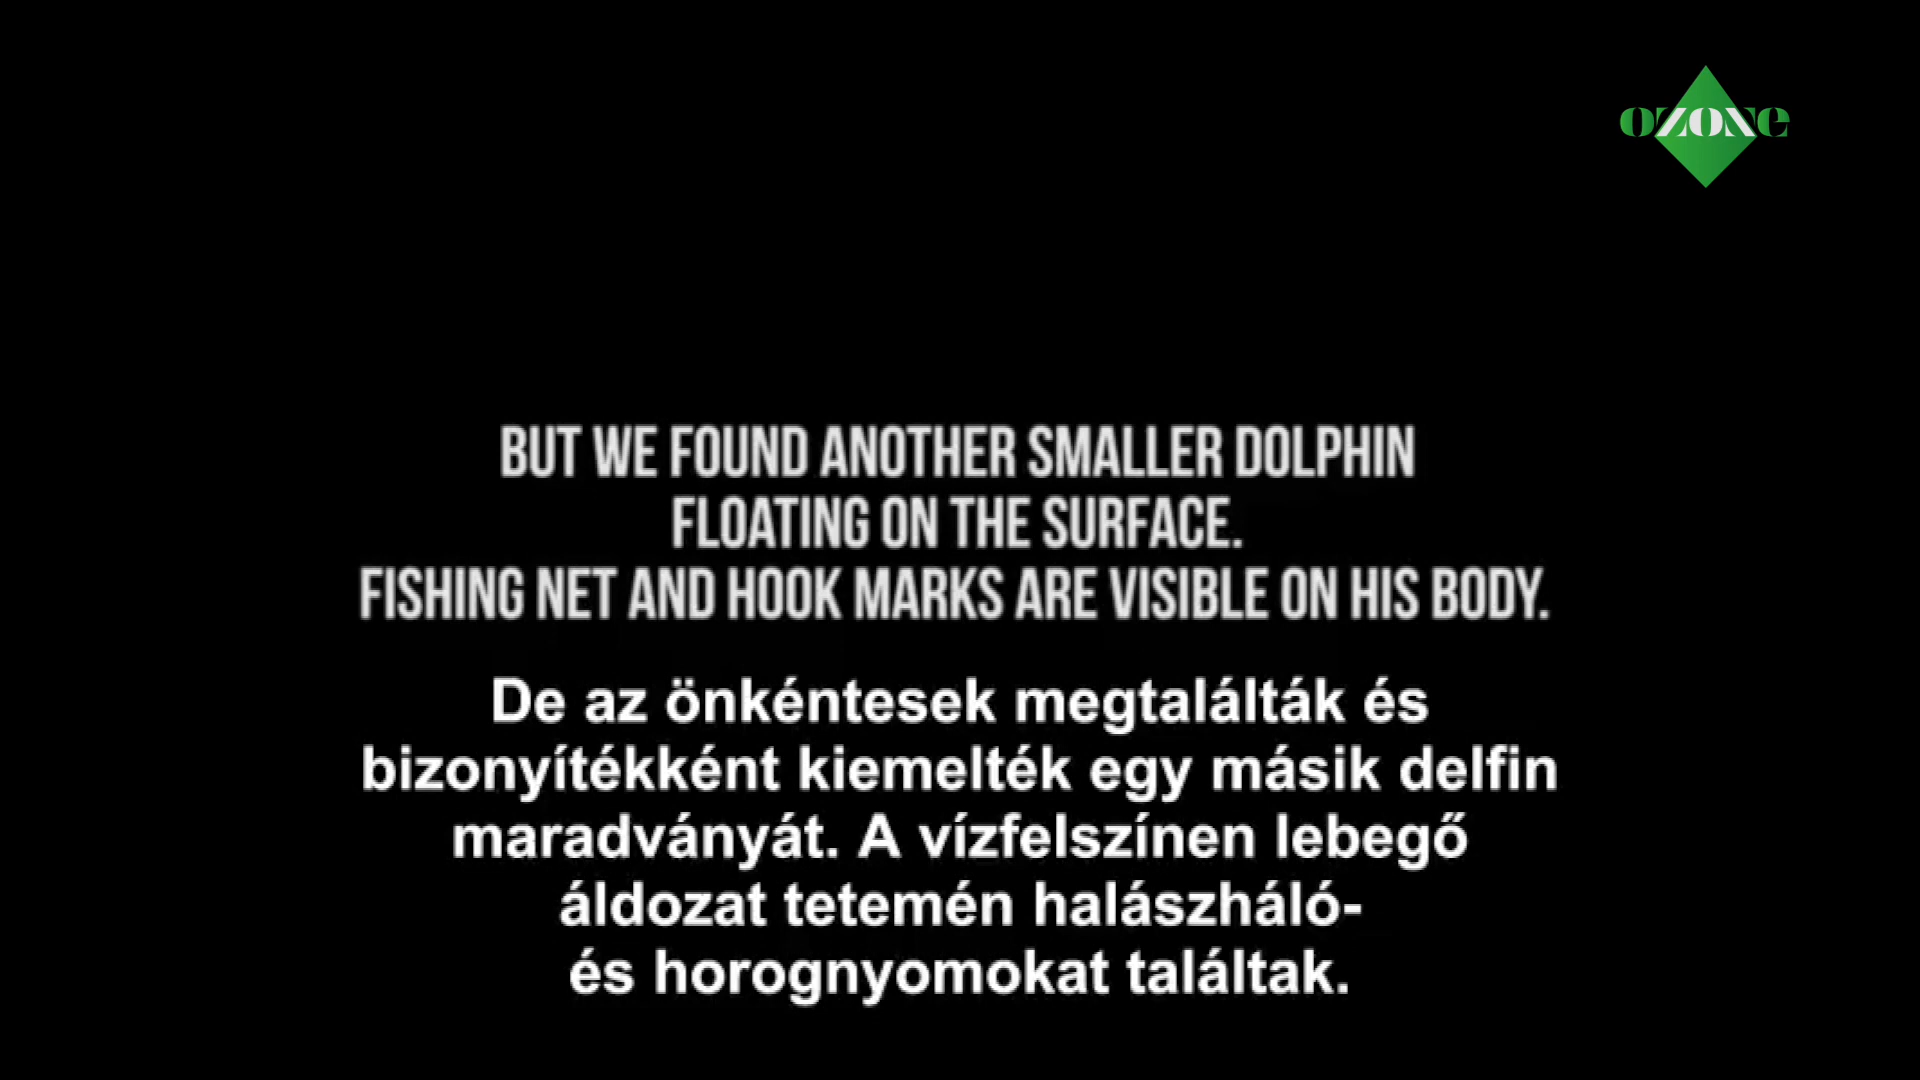 ozone
BUT WE FOUND ANOTHER SMALLER DOLPHIN
FLOATING ON THE SURFACE.
FISHING NET AND HOOK MARKS ARE VISIBLE ON HIS BODY.
De az önkéntesek megtalálták és
bizonyítékként kiemelték egy másik delfin
maradványát. A vízfelszínen lebegő
áldozat tetemén halászháló-
és horognyomokat találtak.